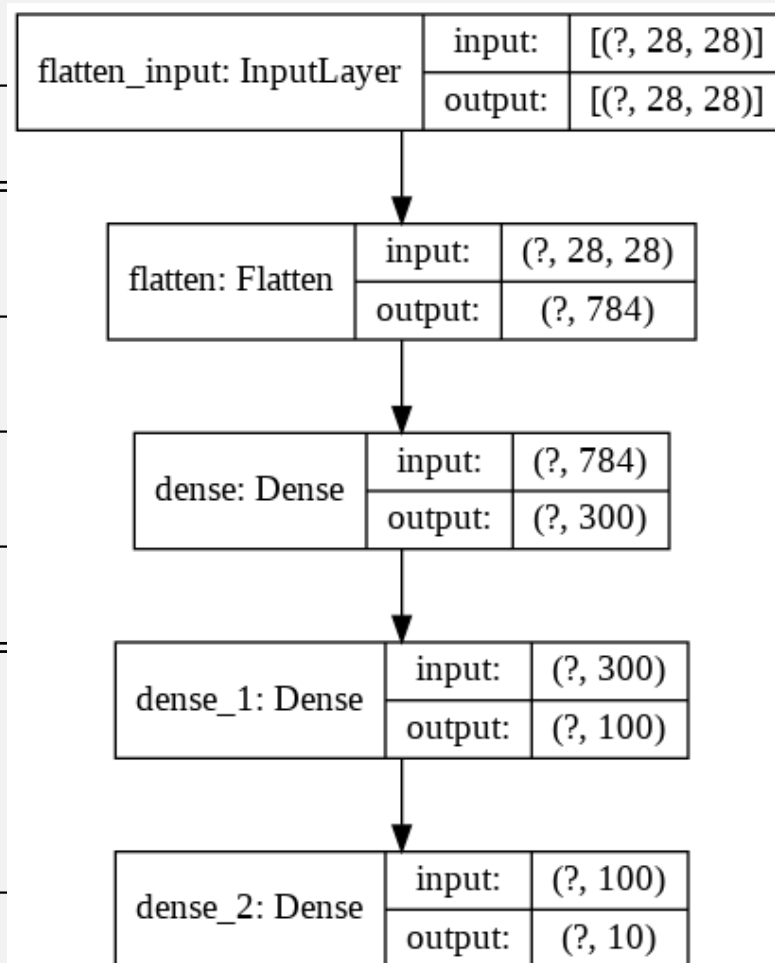 flatten_input: InputLayer
input: [(?, 28, 28)]
output: [(?, 28, 28)]
flatten: Flatten
input: (?, 28, 28)
output: (?, 784)
dense: Dense
input: (?, 784)
output: (?, 300)
dense_1: Dense
input: (?, 300)
output: (?, 100)
dense_2: Dense
input: (?, 100)
output: (?, 10)